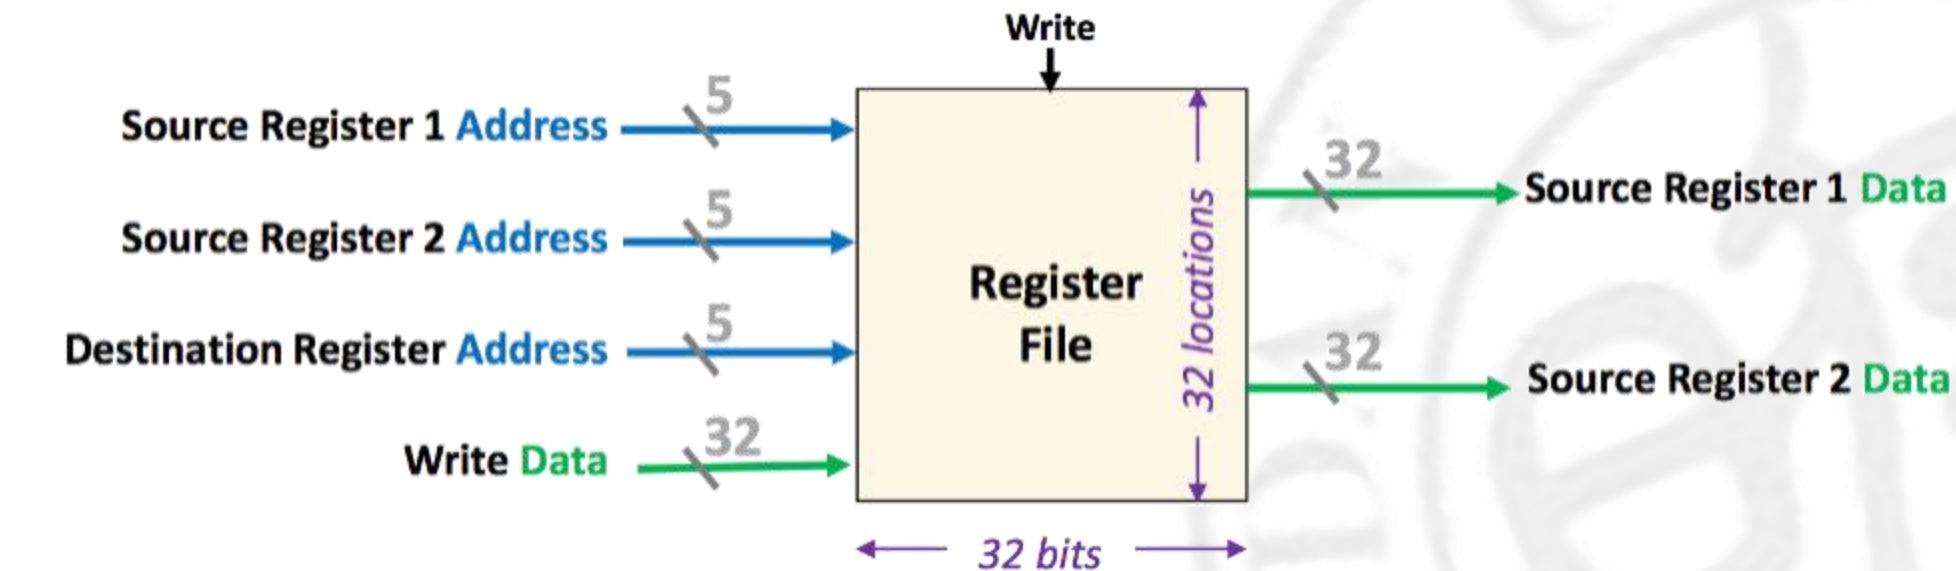 Write
Source Register 1 Address
5
Source Register 2 Address
5
Destination Register Address
5
Write Data
32
Register
File
32 locations
32 bits
32
Source Register 1 Data
32
Source Register 2 Data